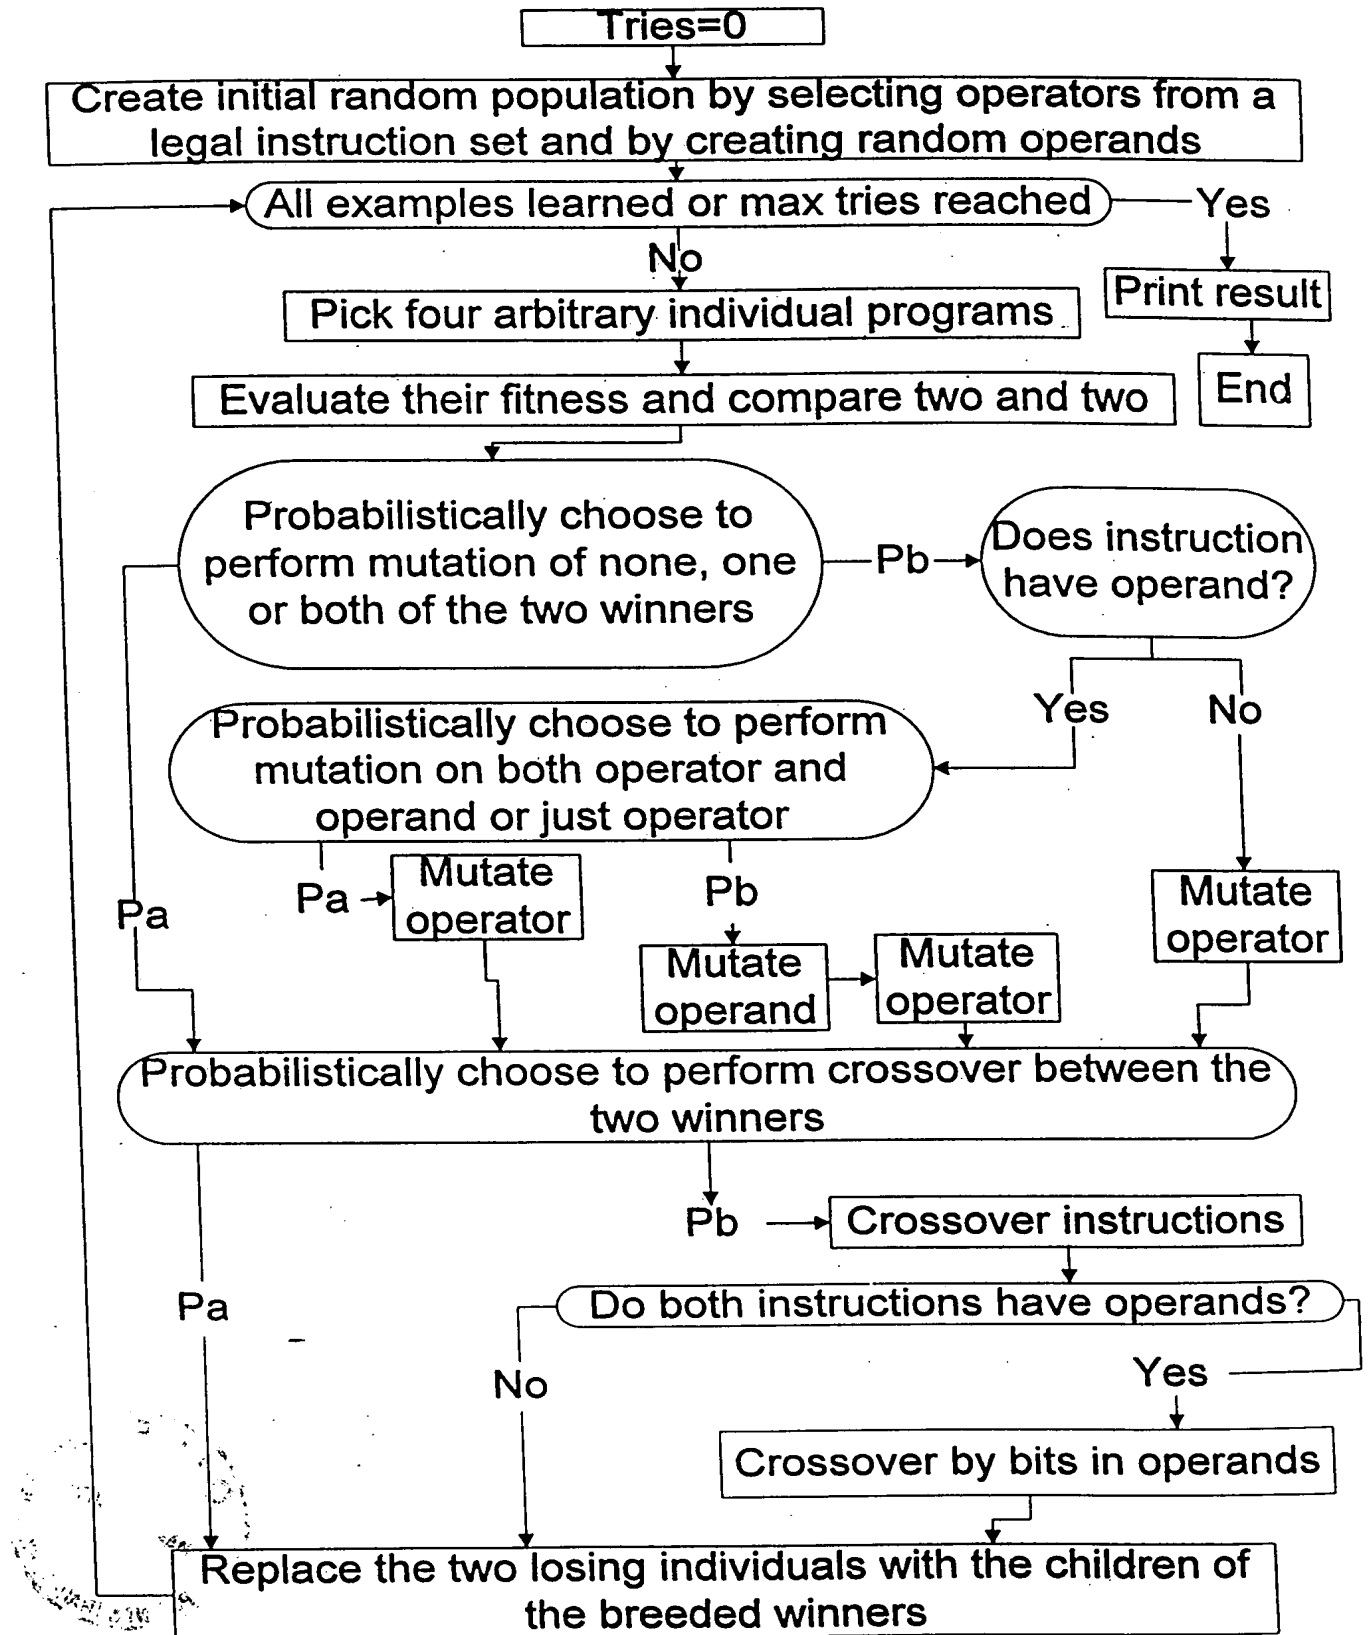 Tries=0
Create initial random population by selecting operators from a
legal instruction set and by creating random operands
All examples learned or max tries reached
Yes
No
Print result
Pick four arbitrary individual programs
End
Evaluate their fitness and compare two and two
Probabilistically choose to
perform mutation of none, one
or both of the two winners
Pb
Does instruction
have operand?
Yes
No
Probabilistically choose to perform
mutation on both operator and
operand or just operator
Pa
Pa
Mutate
operator
Pb
Mutate
operand
Mutate
operator
Mutate
operator
Probabilistically choose to perform crossover between the
two winners
Pb
Crossover instructions
Pa
Do both instructions have operands?
No
Yes
Crossover by bits in operands
Replace the two losing individuals with the children of
the breeded winners